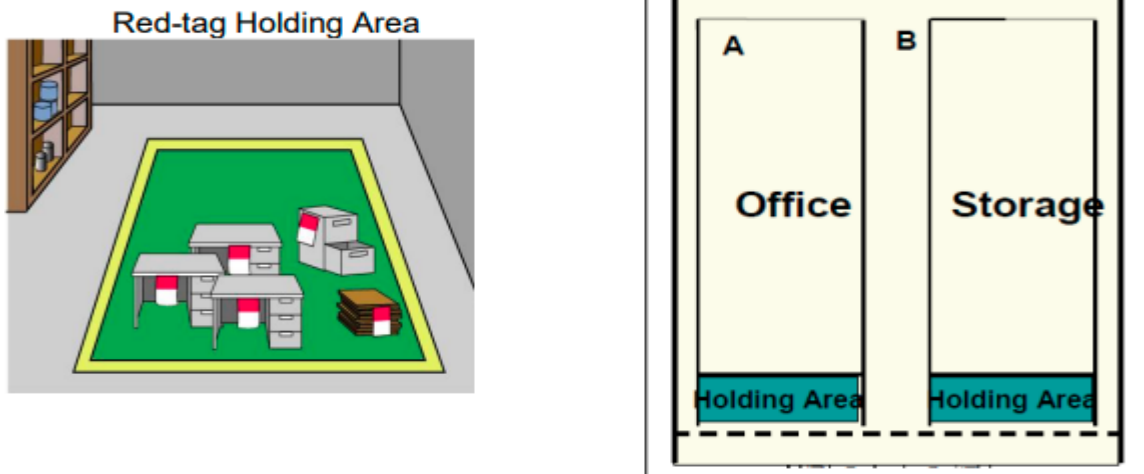 Red-tag Holding Area
A
B
Office
Storage
Holding Area
Holding Area